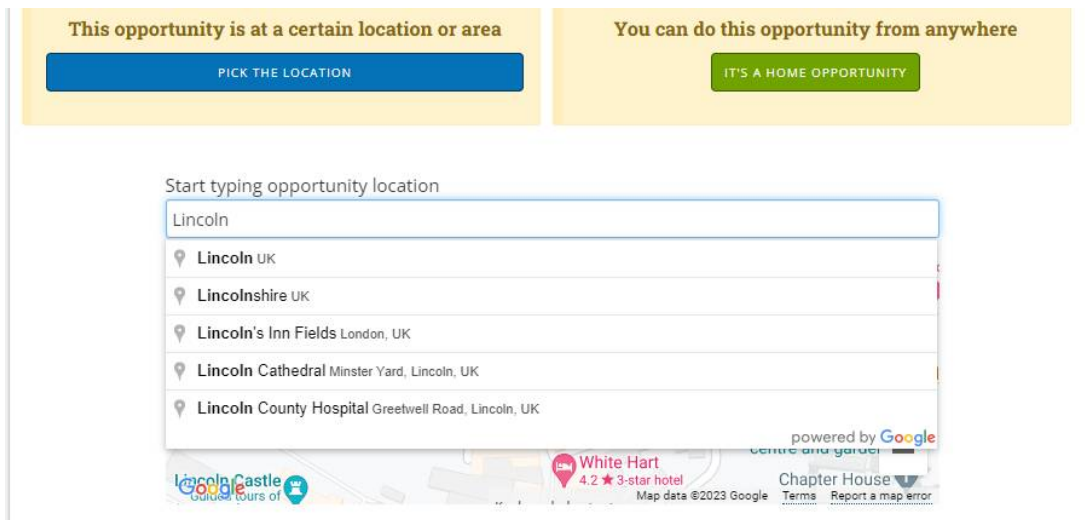 This opportunity is at a certain location or area
PICK THE LOCATION
You can do this opportunity from anywhere
IT'S A HOME OPPORTUNITY
Start typing opportunity location
Lincoln
Lincoln UK
Lincolnshire UK
Lincoln's Inn Fields London, UK
Lincoln Cathedral Minster Yard, Lincoln, UK
Lincoln County Hospital Greetwell Road, Lincoln, UK
powered by Google
White Hart
4.2 ★ 3-star hotel
Lincoln Castle
Google
tours of
Chapter House
Map data ©2023 Google Terms Report a map error